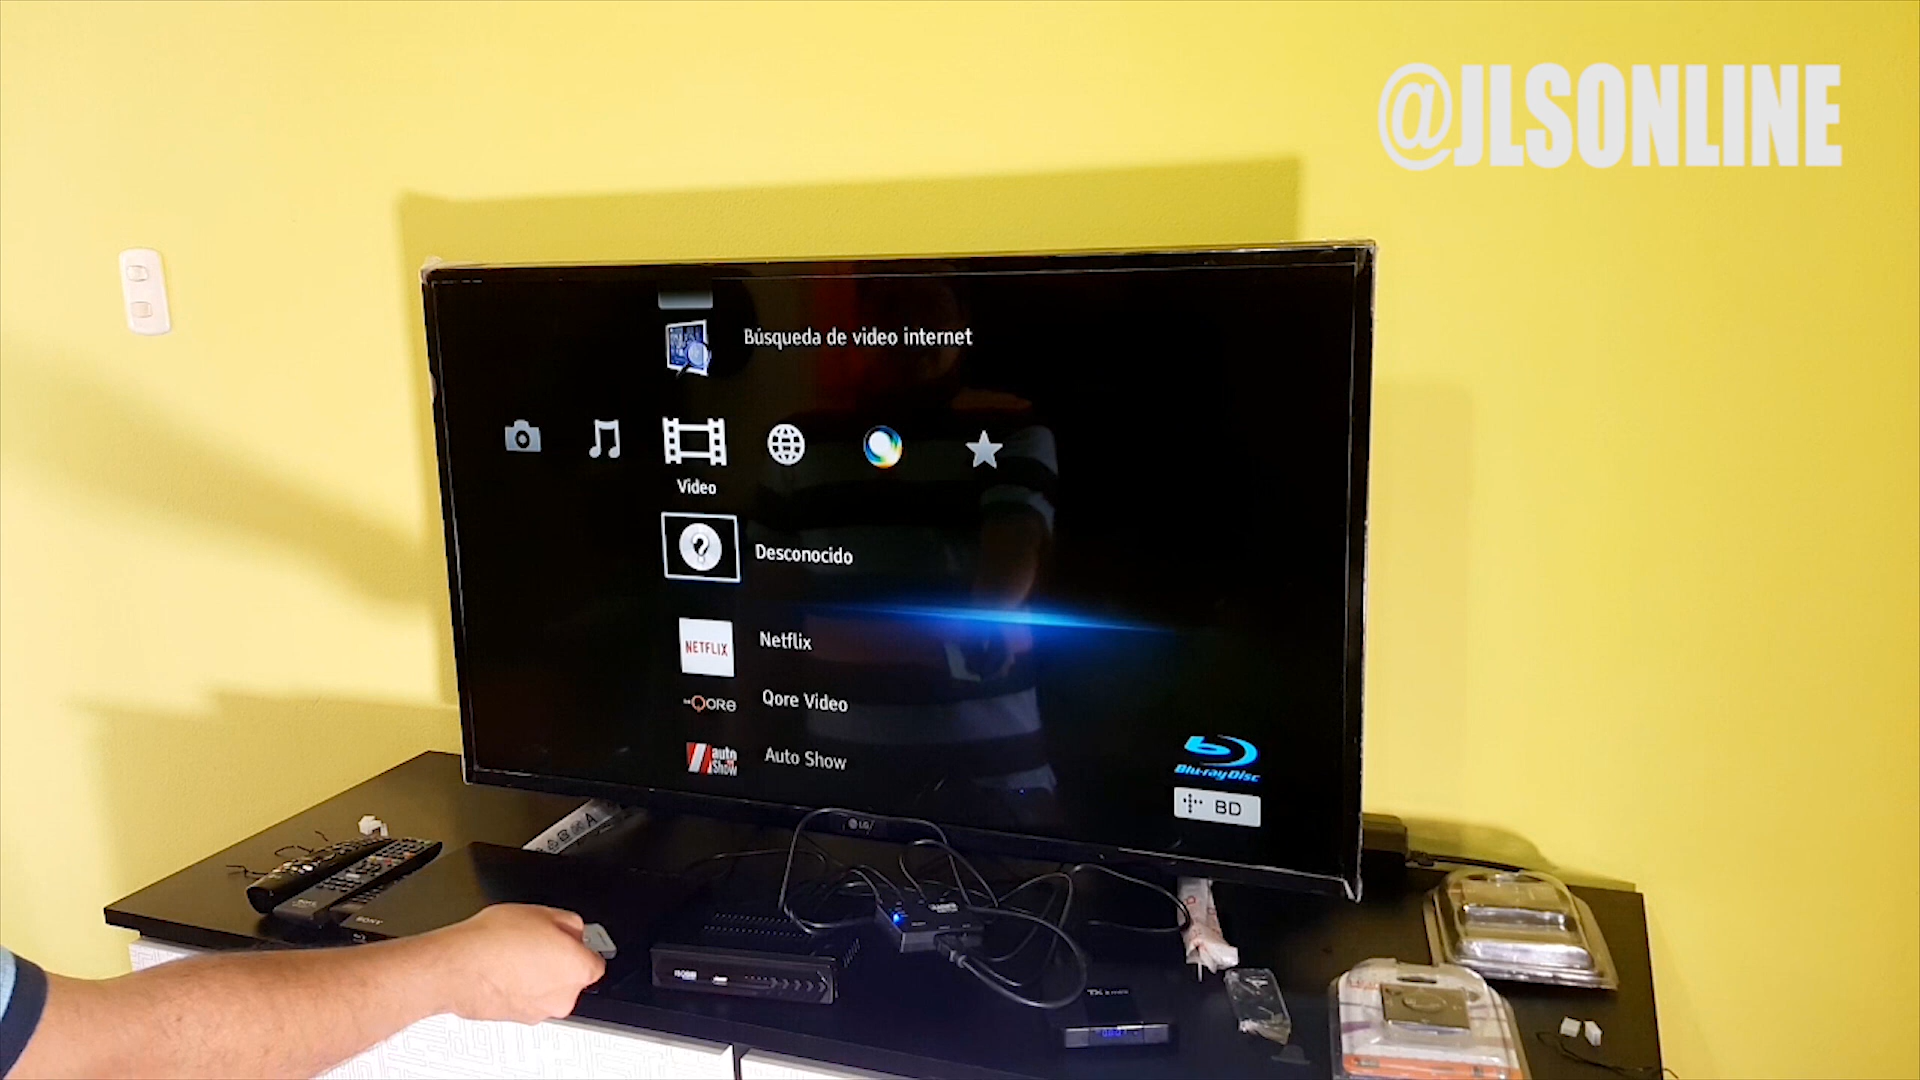 @JLSONLINE
Búsqueda de video internet
Video
Desconocido
NETFLIX
Netflix
QORE
Qore Video
auto
Show
Auto Show
Blu-ray Disc
BD
LG
SONY